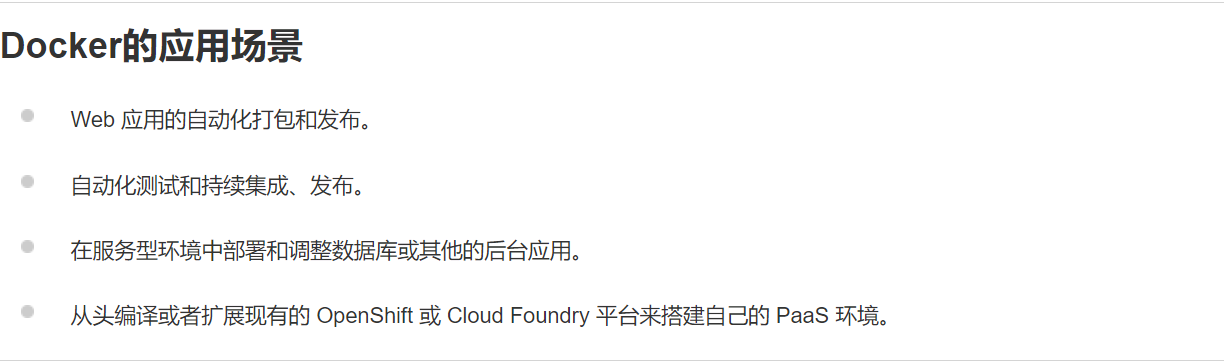 Docker的应用场景
Web 应用的自动化打包和发布。
自动化测试和持续集成、发布。
在服务型环境中部署和调整数据库或其他的后台应用。
从头编译或者扩展现有的 OpenShift 或 Cloud Foundry 平台来搭建自己的 PaaS 环境。